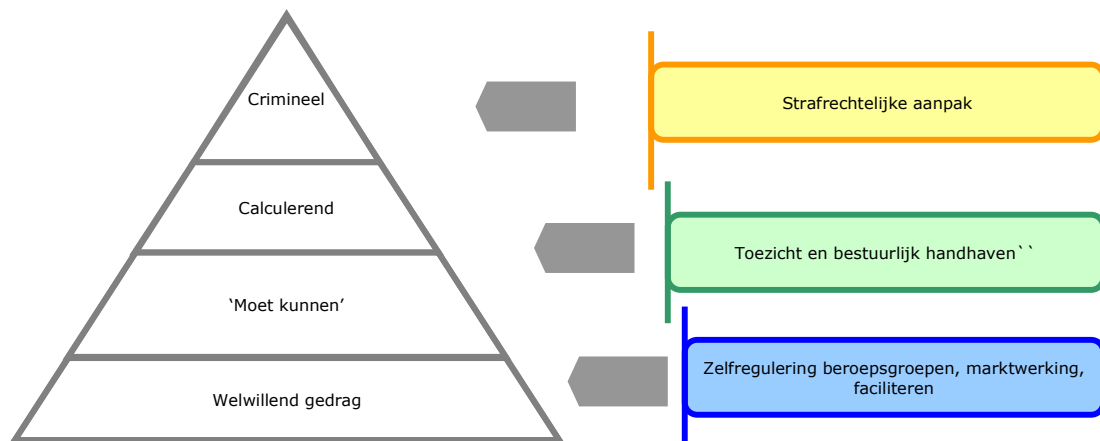 Crimineel
Strafrechtelijke aanpak
Calculerend
Toezicht en bestuurlijk handhaven``
‘Moet kunnen’
Zelfregulering beroepsgroepen, marktwerking,
faciliteren
Welwillend gedrag